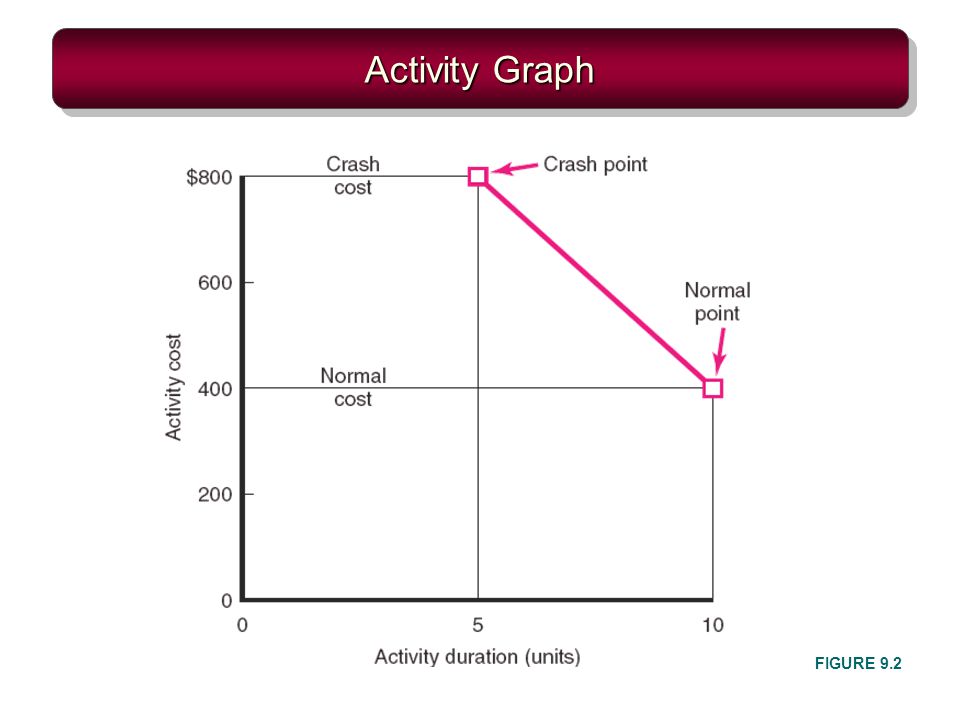 Activity Graph
Crash
cost
Crash point
$800
600
Normal
point
Activity cost
Normal
cost
400
200
0
0 5 10
Activity duration (units)
FIGURE 9.2